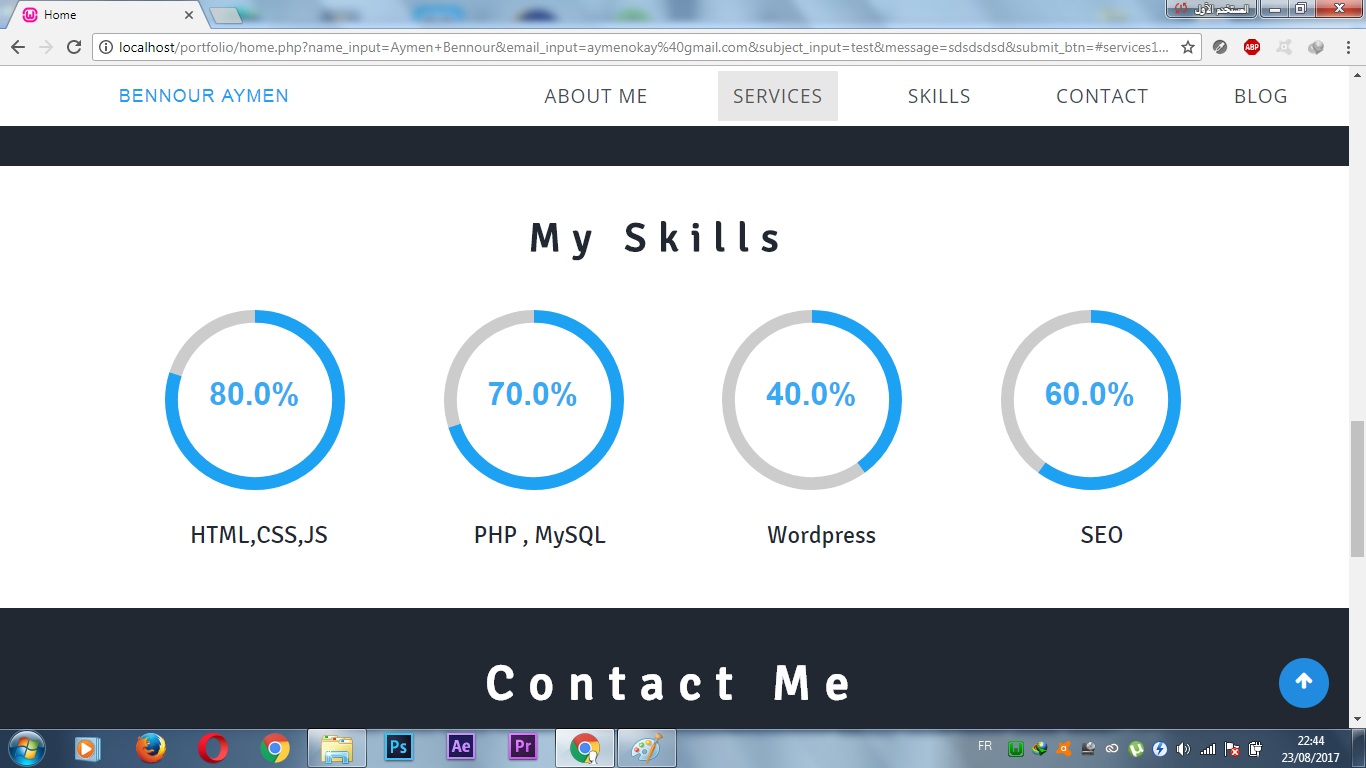 Home
المستخدم الأول
localhost/portfolio/home.php?name_input=Aymen+Bennour&email_input=aymenokay%40gmail.com&subject_input=test&message=sdsdsdsd&submit_btn=#services1...
ABP
BENNOUR AYMEN ABOUT ME SERVICES SKILLS CONTACT BLOG
My Skills
80.0% 70.0% 40.0% 60.0%
HTML,CSS,JS PHP , MySQL Wordpress SEO
Contact Me
Ps Ae Pr FR 22:44
23/08/2017